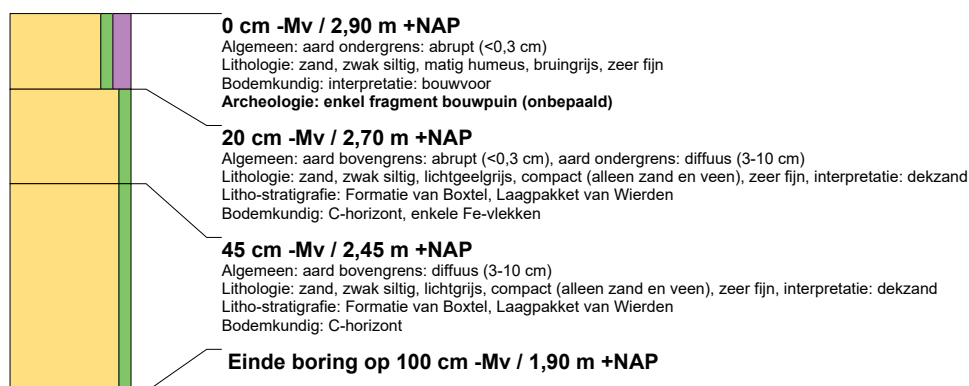 0 cm -Mv / 2,90 m +NAP
Algemeen: aard ondergrens: abrupt (<0,3 cm)
Lithologie: zand, zwak siltig, matig humeus, bruingrijs, zeer fijn
Bodemkundig: interpretatie: bouwvoor
Archeologie: enkel fragment bouwpuin (onbepaald)
20 cm -Mv / 2,70 m +NAP
Algemeen: aard bovengrens: abrupt (<0,3 cm), aard ondergrens: diffuus (3-10 cm)
Lithologie: zand, zwak siltig, lichtgeelgrijs, compact (alleen zand en veen), zeer fijn, interpretatie: dekzand
Litho-stratigrafie: Formatie van Boxtel, Laagpakket van Wierden
Bodemkundig: C-horizont, enkele Fe-vlekken
45 cm -Mv / 2,45 m +NAP
Algemeen: aard bovengrens: diffuus (3-10 cm)
Lithologie: zand, zwak siltig, lichtgrijs, compact (alleen zand en veen), zeer fijn, interpretatie: dekzand
Litho-stratigrafie: Formatie van Boxtel, Laagpakket van Wierden
Bodemkundig: C-horizont
Einde boring op 100 cm -Mv / 1,90 m +NAP